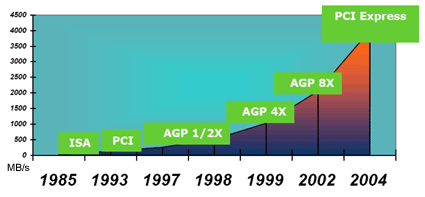 PCI Express
4500
4000
3500
3000
2500
2000
1500
1000
500
0
AGP 8X
AGP 4X
AGP 1/2X
PCI
ISA
MB/s
1985 1993 1997 1998 1999 2002 2004